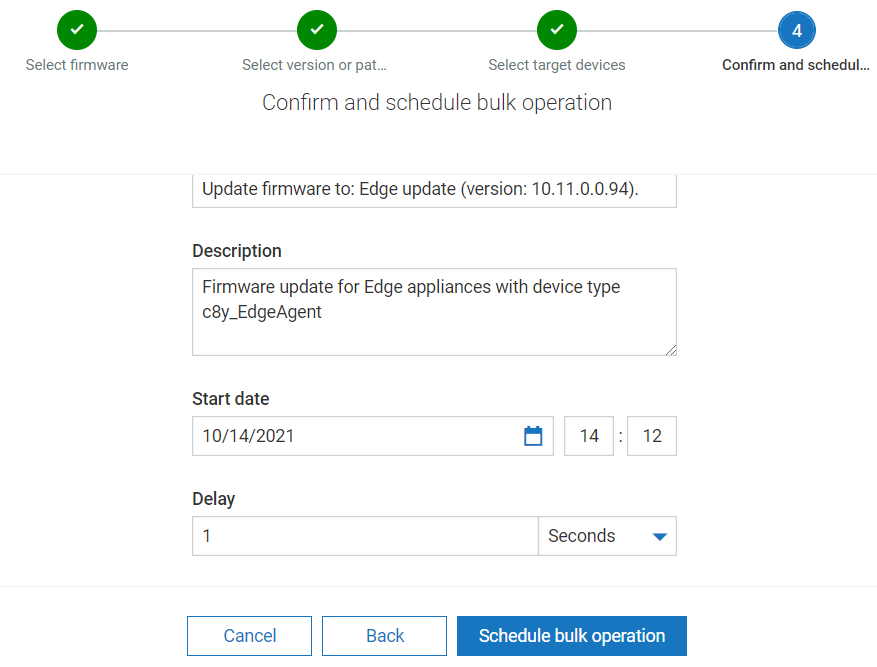 4
Select firmware
Select version or pat...
Select target devices
Confirm and schedul...
Confirm and schedule bulk operation
Update firmware to: Edge update (version: 10.11.0.0.94).
Description
Firmware update for Edge appliances with device type
c8y_EdgeAgent
Start date
10/14/2021
14 : 12
Delay
1
Seconds
Cancel
Back
Schedule bulk operation